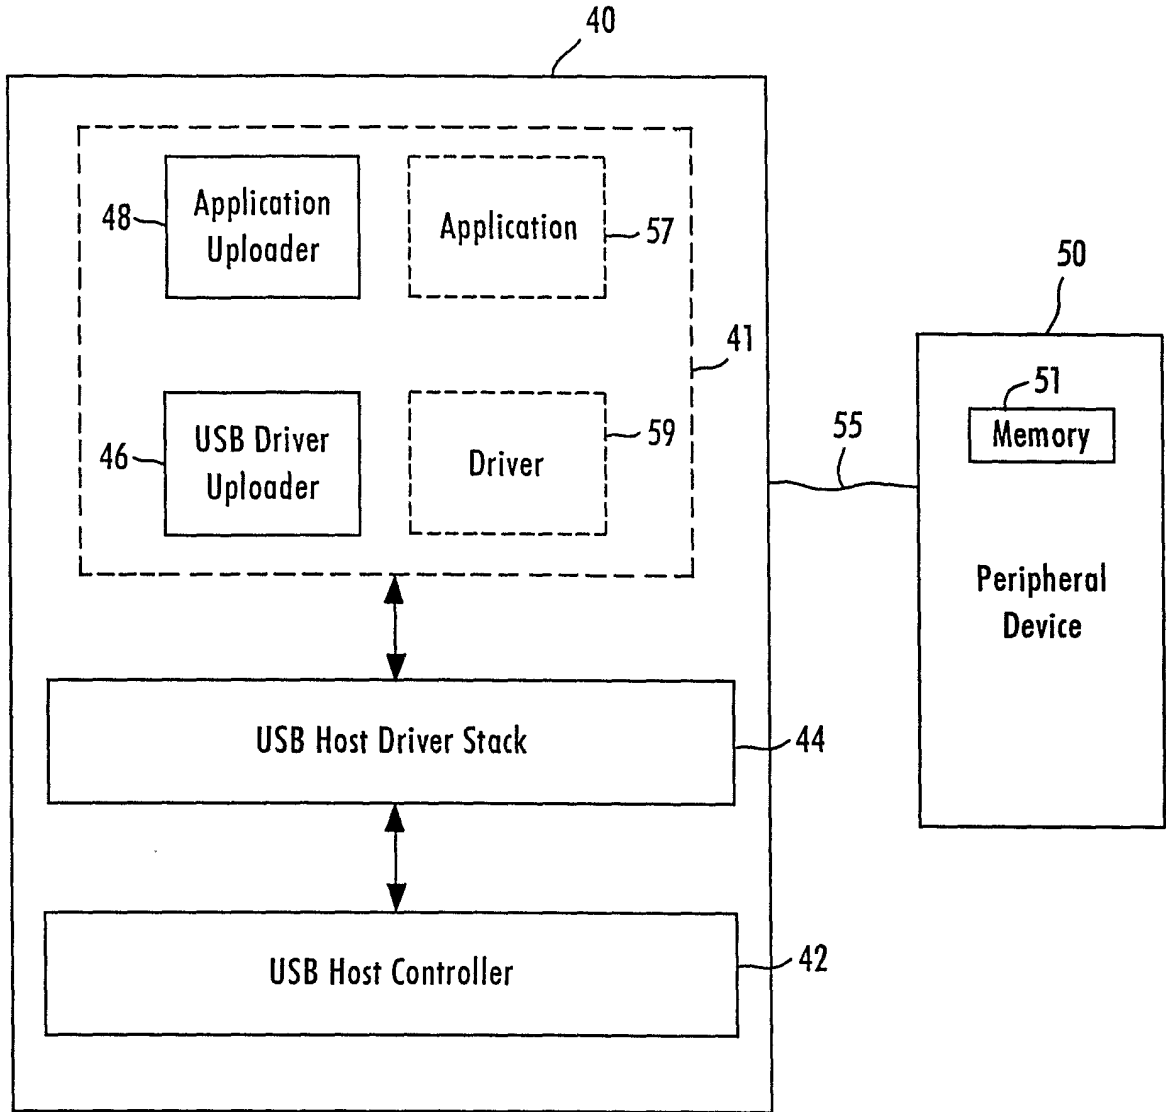 40
48
Application
Uploader
Application
57
41
46
USB Driver
Uploader
Driver
59
55
50
51
Memory
Peripheral
Device
USB Host Driver Stack
44
USB Host Controller
42